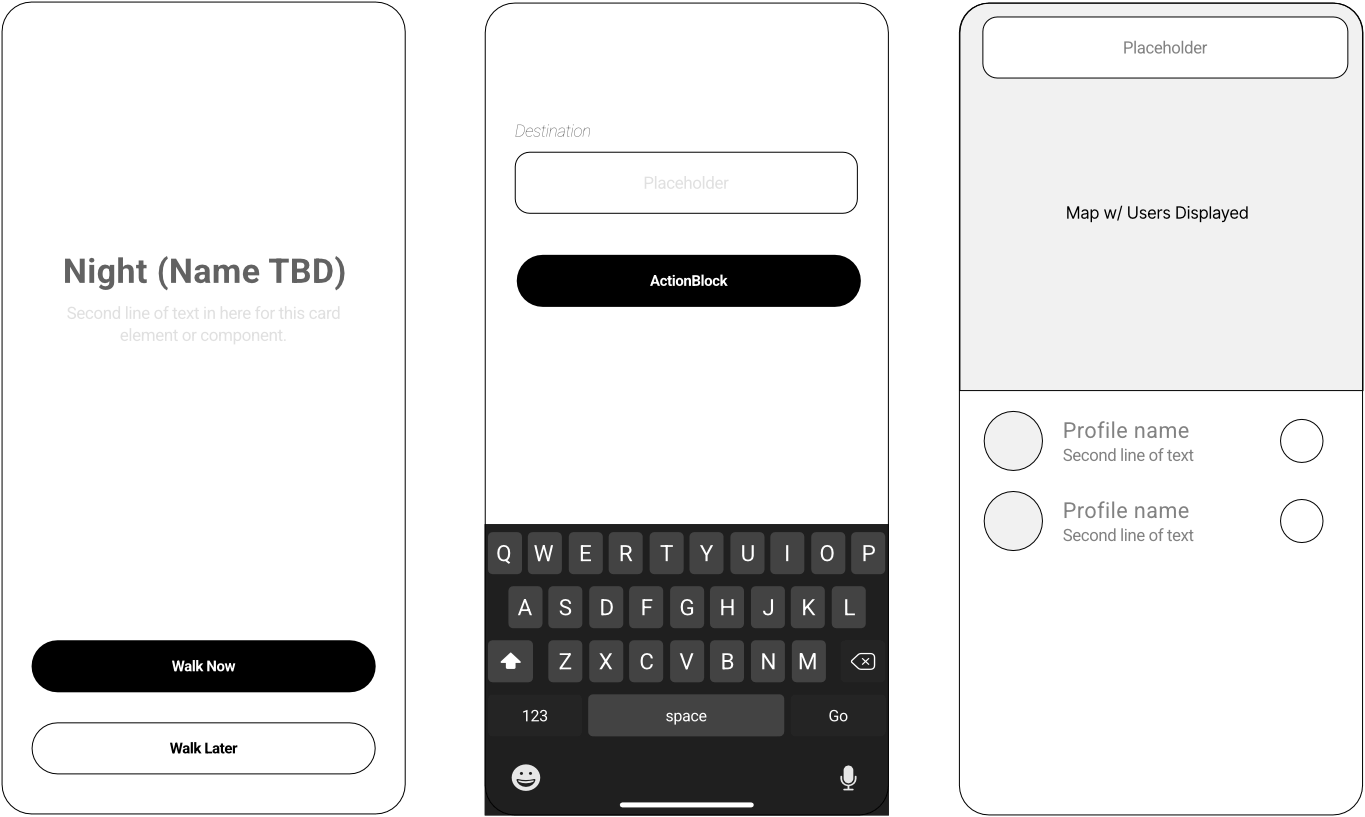 Night (Name TBD)
Second line of text in here for this card
element or component.
Walk Now
Walk Later
Destination
Placeholder
ActionBlock
Q W E R T Y U I O P
A S D F G H J K L
Z X C V B N M
123 space Go
Placeholder
Map w/ Users Displayed
Profile name
Second line of text
Profile name
Second line of text